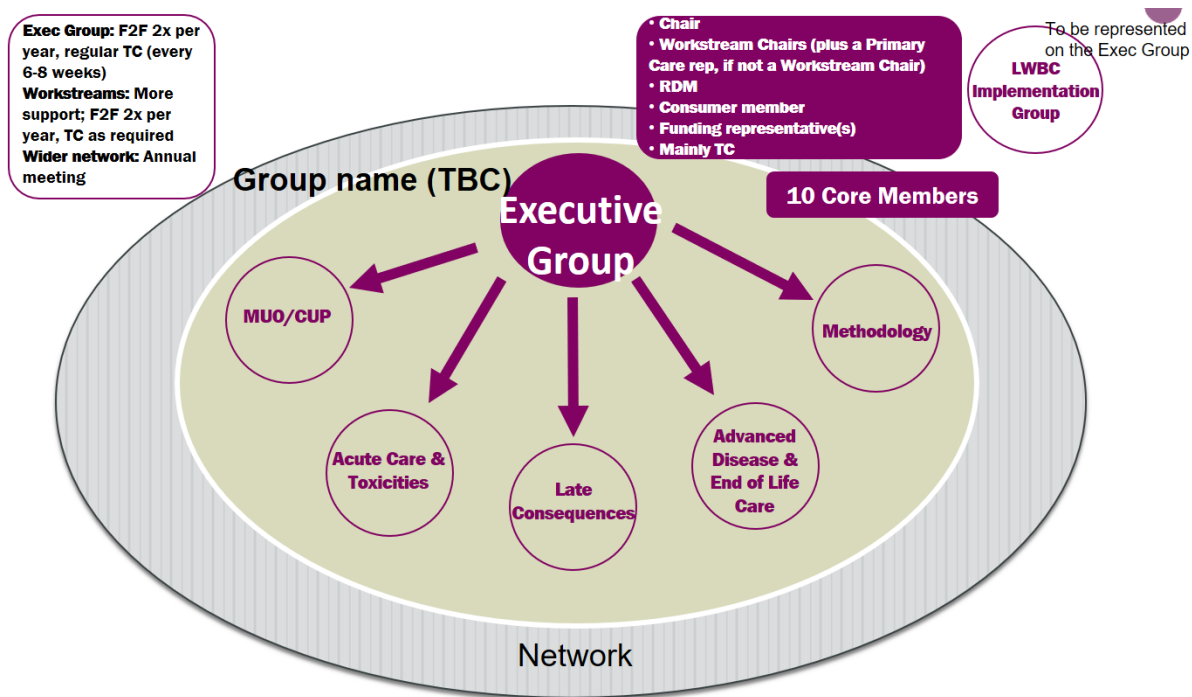 Exec Group: F2F 2x per
year, regular TC (every
6-8 weeks)
Workstreams: More
support; F2F 2x per
year, TC as required
Wider network: Annual
meeting
• Chair
• Workstream Chairs (plus a Primary
Care rep, if not a Workstream Chair)
• RDM
• Consumer member
• Funding representative(s)
• Mainly TC
To be represented
on the Exec Group
LWBC
Implementation
Group
Group name (TBC)
Executive
Group
10 Core Members
MUO/CUP
Methodology
Acute Care &
Toxicities
Late
Consequences
Advanced
Disease &
End of Life
Care
Network